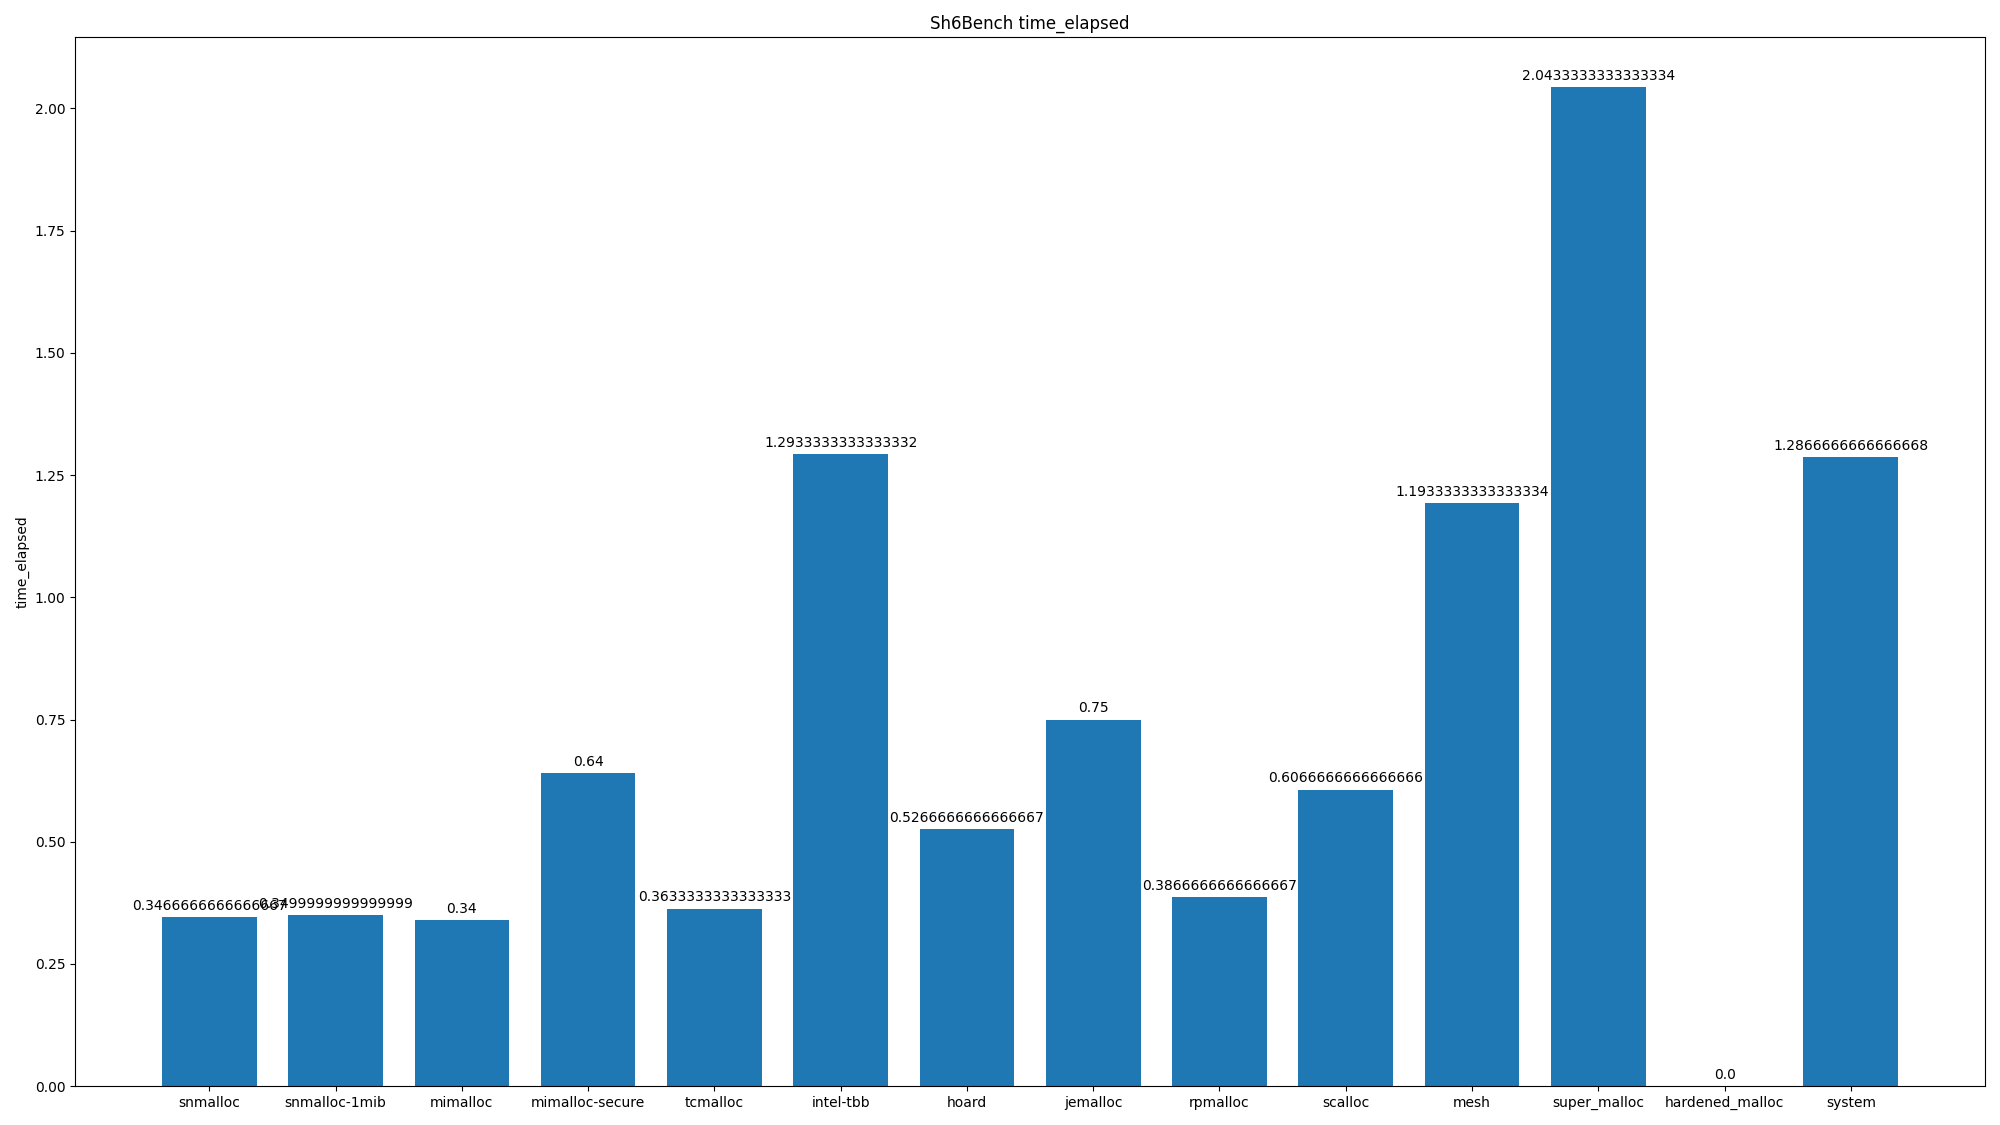 Sh6Bench time_elapsed
time_elapsed
2.00
1.75
1.50
1.25
1.00
0.75
0.50
0.25
0.00
0.3466666666666667
0.3499999999999999
0.34
0.64
0.3633333333333333
1.2933333333333332
0.5266666666666667
0.75
0.3866666666666667
0.6066666666666666
1.1933333333333334
2.0433333333333334
0.0
1.2866666666666668
snmalloc
snmalloc-1mib
mimalloc
mimalloc-secure
tcmalloc
intel-tbb
hoard
jemalloc
rpmalloc
scalloc
mesh
super_malloc
hardened_malloc
system